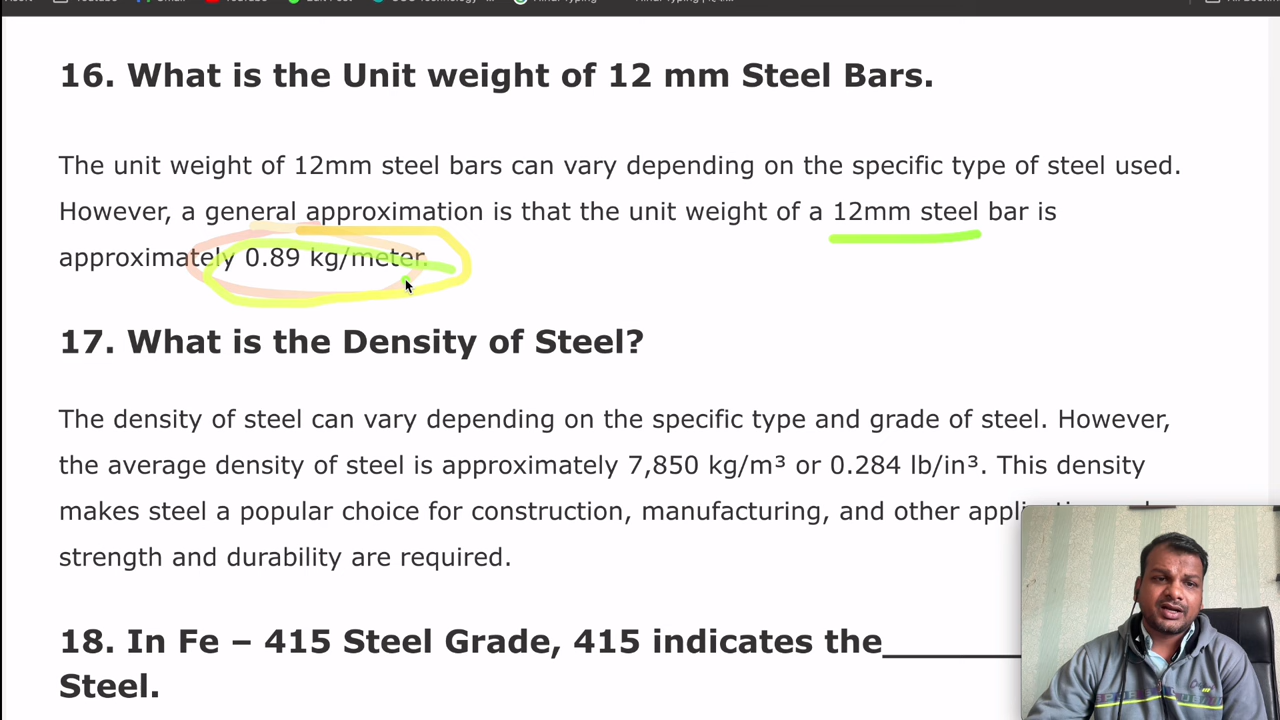 16. What is the Unit weight of 12 mm Steel Bars.
The unit weight of 12mm steel bars can vary depending on the specific type of steel used.
However, a general approximation is that the unit weight of a 12mm steel bar is
approximately 0.89 kg/meter.
17. What is the Density of Steel?
The density of steel can vary depending on the specific type and grade of steel. However,
the average density of steel is approximately 7,850 kg/m³ or 0.284 lb/in³. This density
makes steel a popular choice for construction, manufacturing, and other
strength and durability are required.
18. In Fe – 415 Steel Grade, 415 indicates the________
Steel.